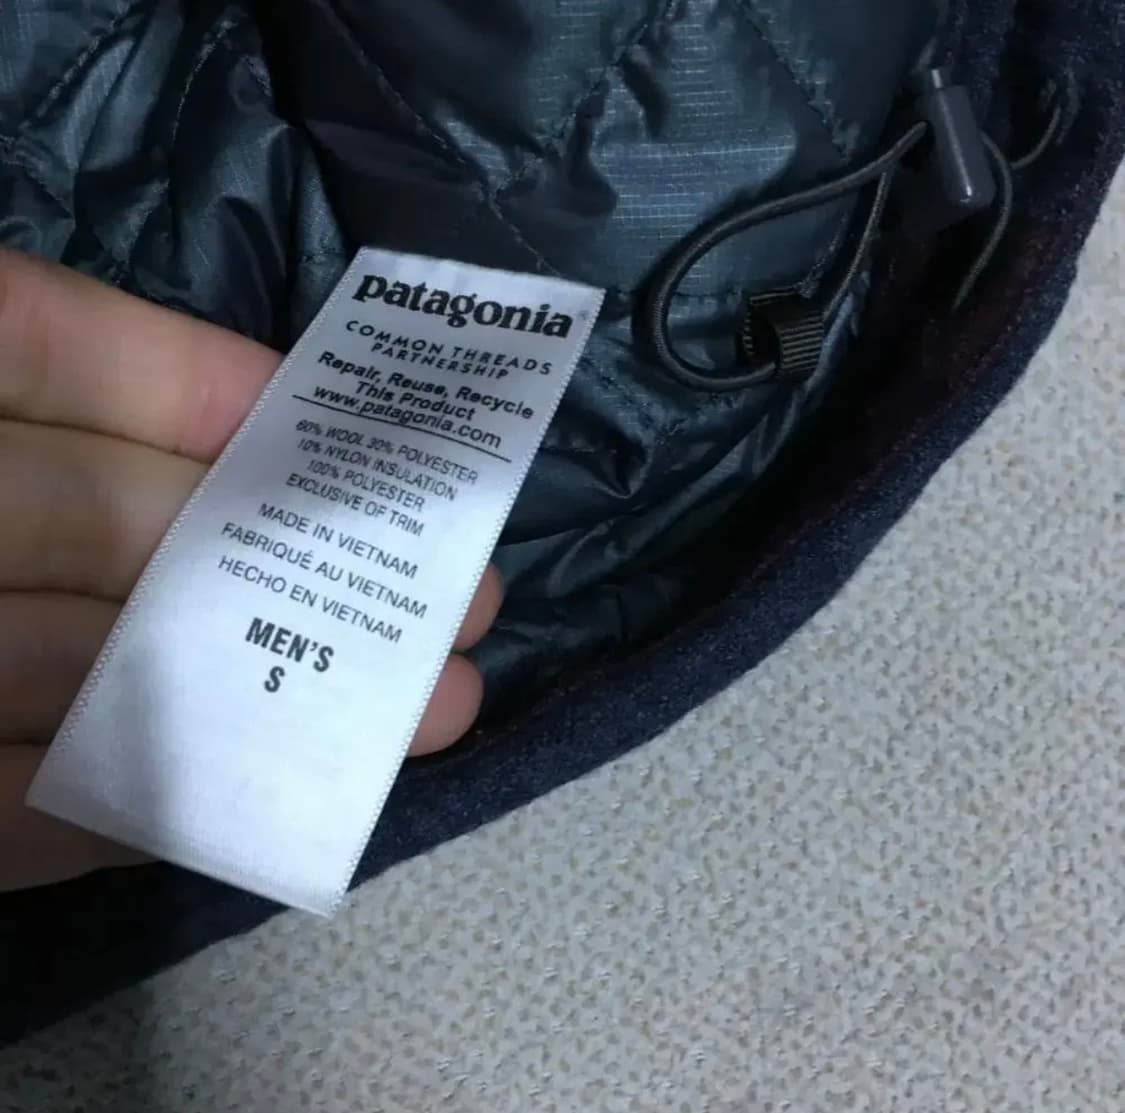 patagonia®
COMMON THREADS
PARTNERSHIP
Repair, Reuse, Recycle
This Product
www.patagonia.com
60% WOOL 30% POLYESTER
10% NYLON INSULATION
100% POLYESTER
EXCLUSIVE OF TRIM
MADE IN VIETNAM
FABRIQUÉ AU VIETNAM
HECHO EN VIETNAM
MEN'S
S